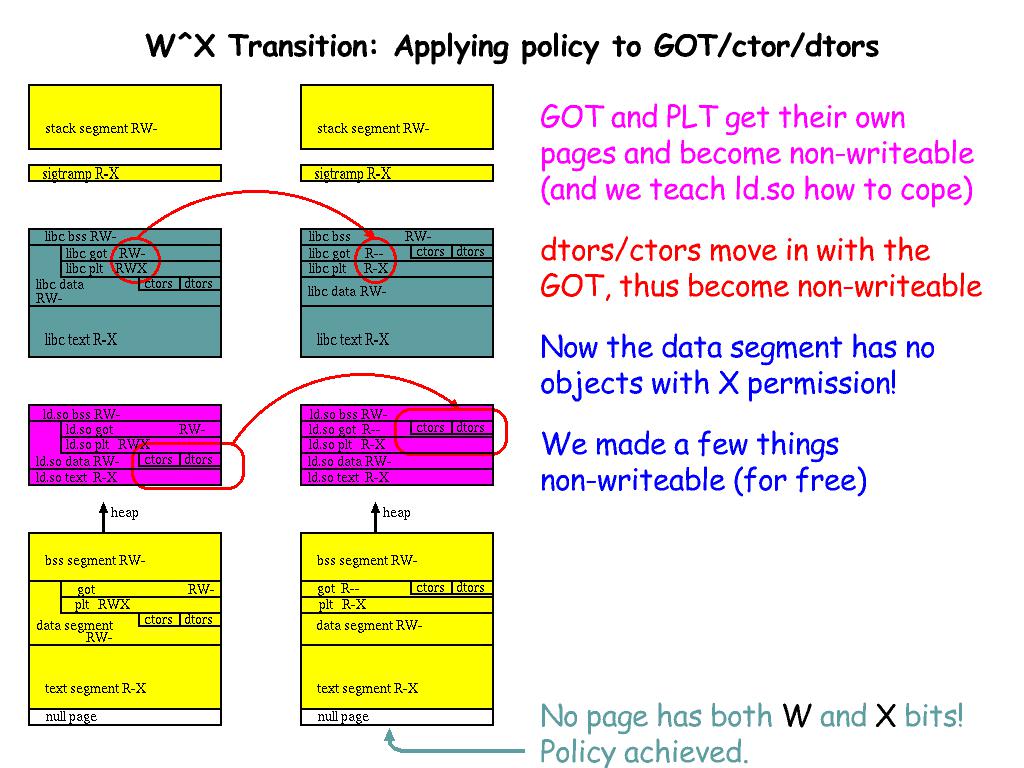 W^X Transition: Applying policy to GOT/ctor/dtors
stack segment RW-
sigtramp R-X
libc bss RW-
libc got RW-
libc plt RWX
libc data ctors dtors
RW-
libc text R-X
ld.so bss RW-
ld.so got RW-
ld.so plt RWX
ld.so data RW- ctors dtors
ld.so text R-X
heap
bss segment RW-
got RW-
plt RWX
data segment ctors dtors
RW-
text segment R-X
null page
stack segment RW-
sigtramp R-X
libc bss RW-
libc got R-- ctors dtors
libc plt R-X
libc data RW-
libc text R-X
ld.so bss RW-
ld.so got R-- ctors dtors
ld.so plt R-X
ld.so data RW-
ld.so text R-X
heap
bss segment RW-
got R-- ctors dtors
plt R-X
data segment RW-
text segment R-X
null page
GOT and PLT get their own
pages and become non-writeable
(and we teach ld.so how to cope)
dtors/ctors move in with the
GOT, thus become non-writeable
Now the data segment has no
objects with X permission!
We made a few things
non-writeable (for free)
No page has both W and X bits!
Policy achieved.